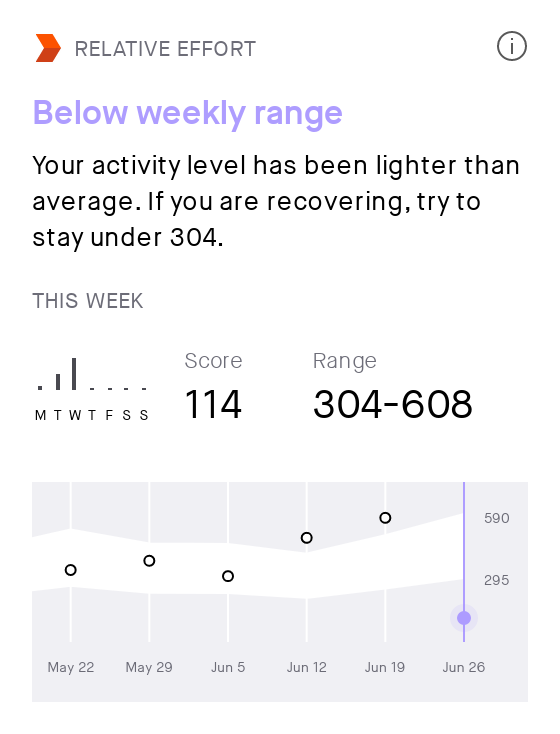 RELATIVE EFFORT
Below weekly range
Your activity level has been lighter than
average. If you are recovering, try to
stay under 304.
THIS WEEK
Score
Range
114
304-608
M T W T F S S
590
295
May 22
May 29
Jun 5
Jun 12
Jun 19
Jun 26